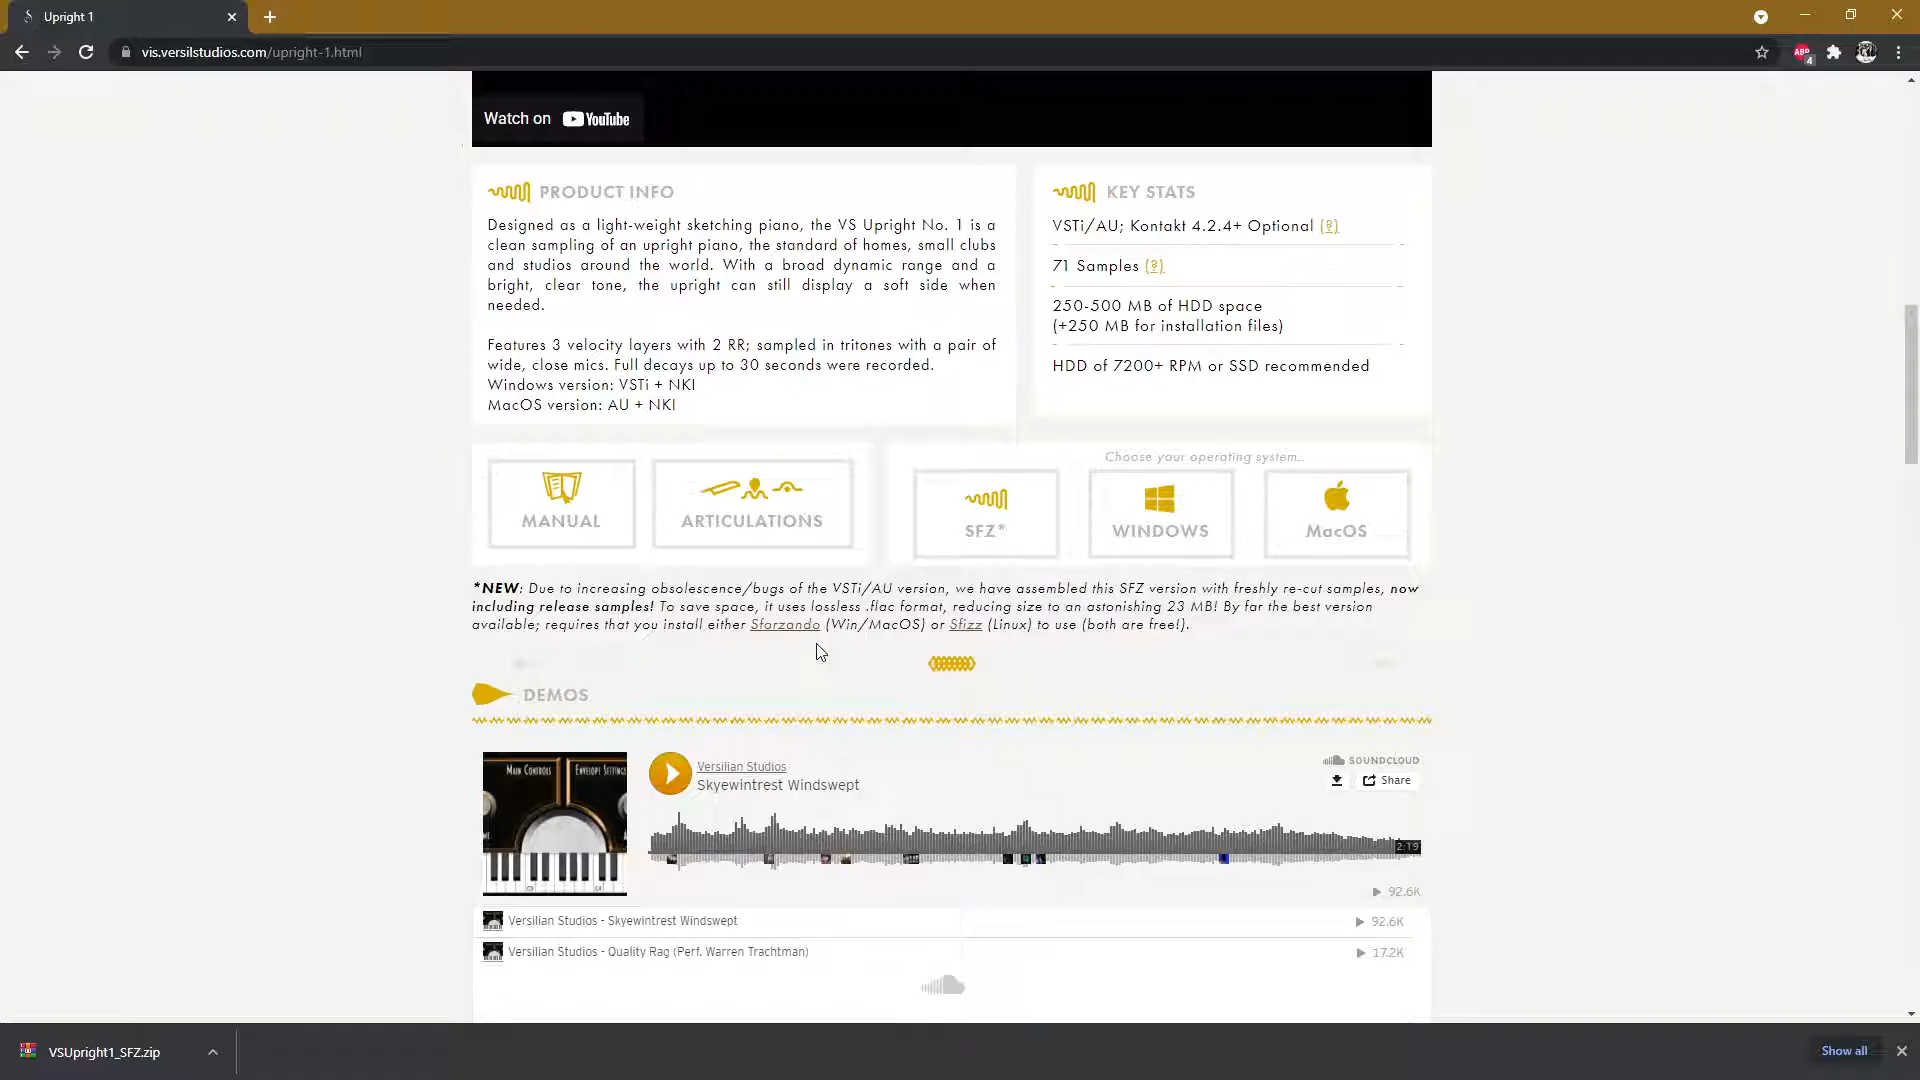 Upright 1
vis.versilstudios.com/upright-1.html
ABP
4
Watch on YouTube
PRODUCT INFO
Designed as a light-weight sketching piano, the VS Upright No. 1 is a
clean sampling of an upright piano, the standard of homes, small clubs
and studios around the world. With a broad dynamic range and a
bright, clear tone, the upright can still display a soft side when
needed.
Features 3 velocity layers with 2 RR; sampled in tritones with a pair of
wide, close mics. Full decays up to 30 seconds were recorded.
Windows version: VSTi + NKI
MacOS version: AU + NKI
KEY STATS
VSTi/AU; Kontakt 4.2.4+ Optional (?)
71 Samples (?)
250-500 MB of HDD space
(+250 MB for installation files)
HDD of 7200+ RPM or SSD recommended
MANUAL
ARTICULATIONS
Choose your operating system..
SFZ*
WINDOWS
MacOS
*NEW: Due to increasing obsolescence/bugs of the VSTi/AU version, we have assembled this SFZ version with freshly re-cut samples, now
including release samples! To save space, it uses lossless .flac format, reducing size to an astonishing 23 MB! By far the best version
available; requires that you install either Sforzando (Win/MacOS) or Sfizz (Linux) to use (both are free!).
DEMOS
MAIN CONTROLS
ENVELOPE SETTINGS
Versilian Studios
Skyewintrest Windswept
SOUNDCLOUD
Share
2:19
92.6K
Versilian Studios - Skyewintrest Windswept
92.6K
Versilian Studios - Quality Rag (Perf. Warren Trachtman)
17.2K
VSUpright1_SFZ.zip
Show all